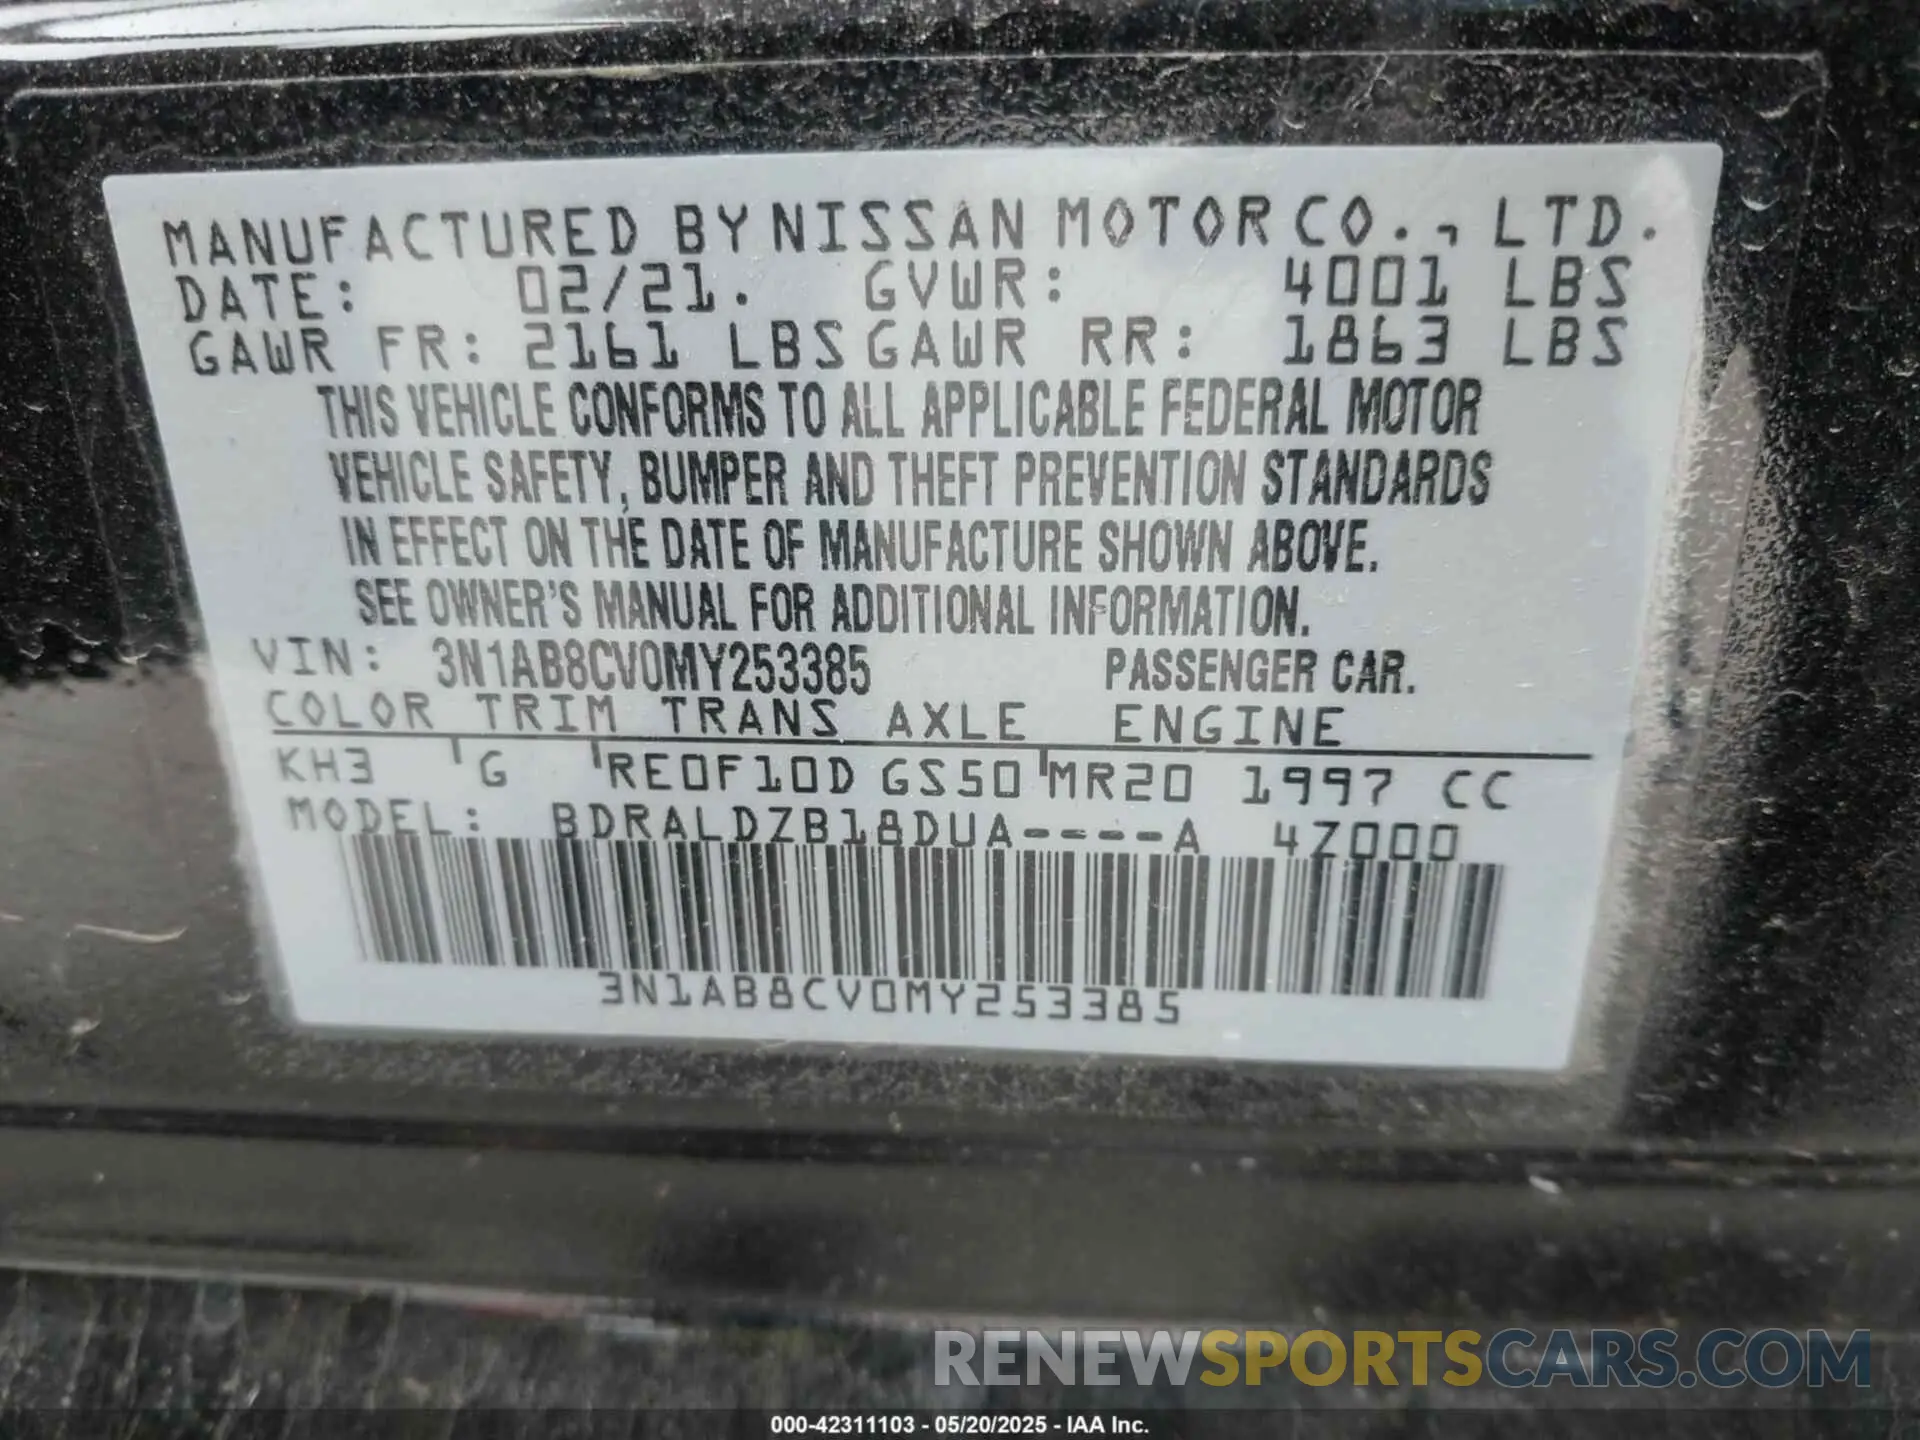 MANUFACTURED BY NISSAN MOTOR CO., LTD.
DATE: 02/21. GVWR: 4001 LBS
GAWR FR: 2161 LBS GAWR RR: 1863 LBS
THIS VEHICLE CONFORMS TO ALL APPLICABLE FEDERAL MOTOR
VEHICLE SAFETY, BUMPER AND THEFT PREVENTION STANDARDS
IN EFFECT ON THE DATE OF MANUFACTURE SHOWN ABOVE.
SEE OWNER'S MANUAL FOR ADDITIONAL INFORMATION.
VIN: 3N1AB8CV0MY253385 PASSENGER CAR.
COLOR TRIM TRANS AXLE ENGINE
KH3 G RE0F10D GS50 MR20 1997 CC
MODEL: BDRALDZB18DUA----A 4Z000
3N1AB8CV0MY253385
RENEWSPORTSCARS.COM
000-42311103 - 05/20/2025 - IAA Inc.